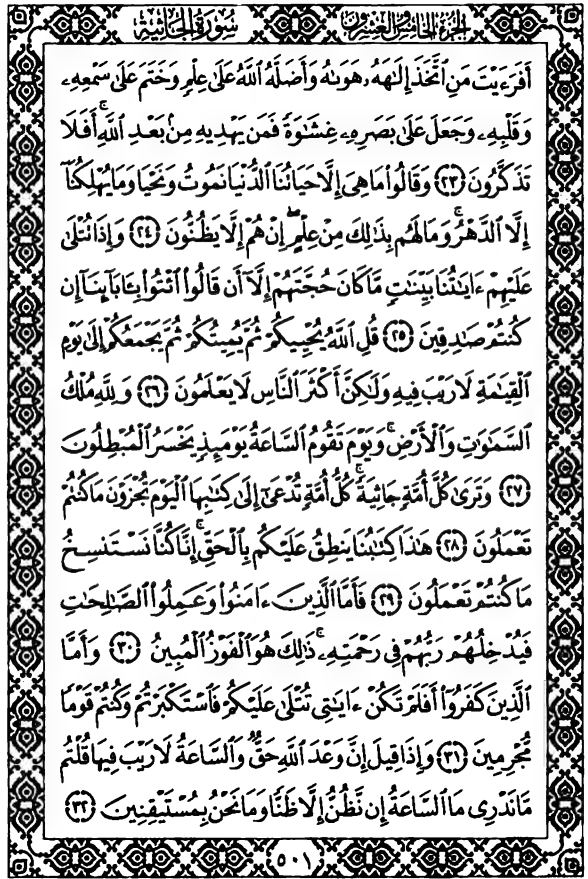 الجزء الخامس والعشرون سورة الجاثية
أَفَرَءَيْتَ مَنِ ٱتَّخَذَ إِلَٰهَهُۥ هَوَىٰهُ وَأَضَلَّهُ ٱللَّهُ عَلَىٰ عِلْمٍ وَخَتَمَ عَلَىٰ سَمْعِهِۦ
وَقَلْبِهِۦ وَجَعَلَ عَلَىٰ بَصَرِهِۦ غِشَٰوَةً فَمَن يَهْدِيهِ مِنۢ بَعْدِ ٱللَّهِ ۚ أَفَلَا
تَذَكَّرُونَ ٢٣ وَقَالُوا۟ مَا هِىَ إِلَّا حَيَاتُنَا ٱلدُّنْيَا نَمُوتُ وَنَحْيَا وَمَا يُهْلِكُنَآ
إِلَّا ٱلدَّهْرُ ۚ وَمَا لَهُم بِذَٰلِكَ مِنْ عِلْمٍ ۖ إِنْ هُمْ إِلَّا يَظُنُّونَ ٢٤ وَإِذَا تُتْلَىٰ
عَلَيْهِمْ ءَايَٰتُنَا بَيِّنَٰتٍ مَّا كَانَ حُجَّتَهُمْ إِلَّآ أَن قَالُوا۟ ٱئْتُوا۟ بِـَٔابَآئِنَآ إِن
كُنتُمْ صَٰدِقِينَ ٢٥ قُلِ ٱللَّهُ يُحْيِيكُمْ ثُمَّ يُمِيتُكُمْ ثُمَّ يَجْمَعُكُمْ إِلَىٰ يَوْمِ
ٱلْقِيَٰمَةِ لَا رَيْبَ فِيهِ وَلَٰكِنَّ أَكْثَرَ ٱلنَّاسِ لَا يَعْلَمُونَ ٢٦ وَلِلَّهِ مُلْكُ
ٱلسَّمَٰوَٰتِ وَٱلْأَرْضِ ۚ وَيَوْمَ تَقُومُ ٱلسَّاعَةُ يَوْمَئِذٍ يَخْسَرُ ٱلْمُبْطِلُونَ
٢٧ وَتَرَىٰ كُلَّ أُمَّةٍ جَاثِيَةً ۚ كُلُّ أُمَّةٍ تُدْعَىٰٓ إِلَىٰ كِتَٰبِهَا ٱلْيَوْمَ تُجْزَوْنَ مَا كُنتُمْ
تَعْمَلُونَ ٢٨ هَٰذَا كِتَٰبُنَا يَنطِقُ عَلَيْكُم بِٱلْحَقِّ ۚ إِنَّا كُنَّا نَسْتَنسِخُ
مَا كُنتُمْ تَعْمَلُونَ ٢٩ فَأَمَّا ٱلَّذِينَ ءَامَنُوا۟ وَعَمِلُوا۟ ٱلصَّٰلِحَٰتِ
فَيُدْخِلُهُمْ رَبُّهُمْ فِى رَحْمَتِهِۦ ۚ ذَٰلِكَ هُوَ ٱلْفَوْزُ ٱلْمُبِينُ ٣٠ وَأَمَّا
ٱلَّذِينَ كَفَرُوٓا۟ أَفَلَمْ تَكُنْ ءَايَٰتِى تُتْلَىٰ عَلَيْكُمْ فَٱسْتَكْبَرْتُمْ وَكُنتُمْ قَوْمًا
مُّجْرِمِينَ ٣١ وَإِذَا قِيلَ إِنَّ وَعْدَ ٱللَّهِ حَقٌّ وَٱلسَّاعَةُ لَا رَيْبَ فِيهَا قُلْتُم
مَّا نَدْرِى مَا ٱلسَّاعَةُ إِن نَّظُنُّ إِلَّا ظَنًّا وَمَا نَحْنُ بِمُسْتَيْقِنِينَ ٣٢
٥٠١